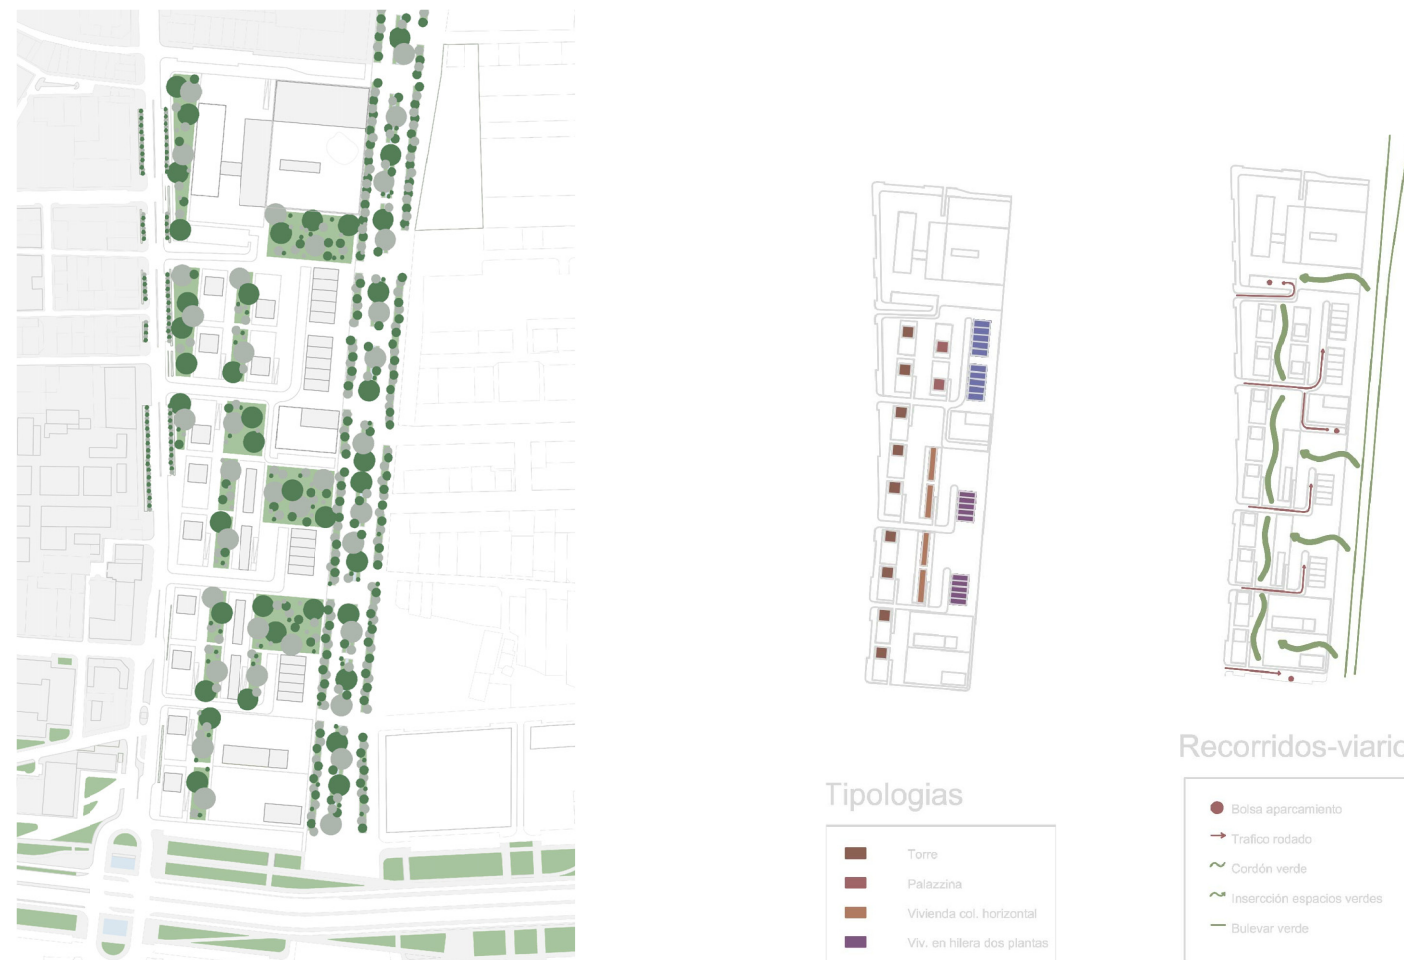 Tipologias
Torre
Palazzina
Vivienda col. horizontal
Viv. en hilera dos plantas
Recorridos-viario
Bolsa aparcamiento
Trafico rodado
Cordón verde
Insercción espacios verdes
Bulevar verde